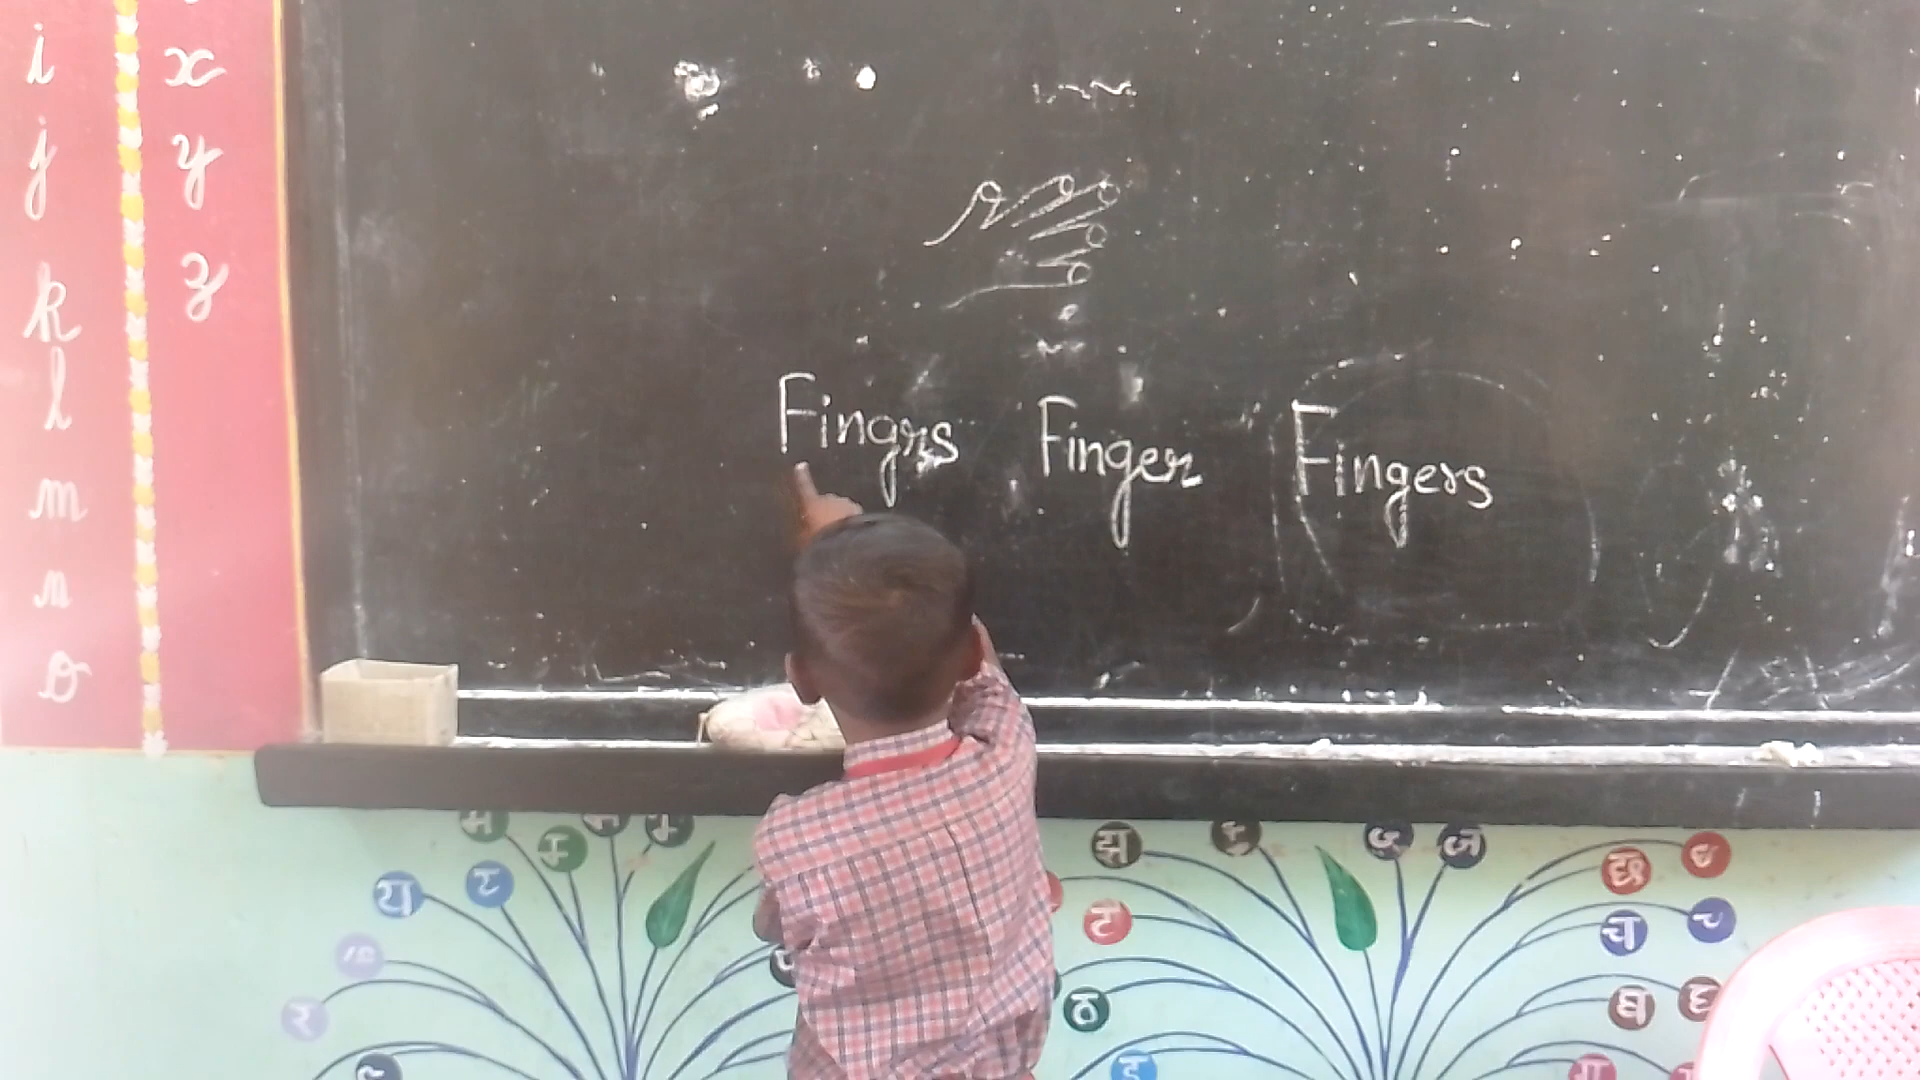 i x
j y
k z
l
m
n
o
Fingrs Finger Fingers
झ ज
य ट छ
ट च च
र ठ घ
ड